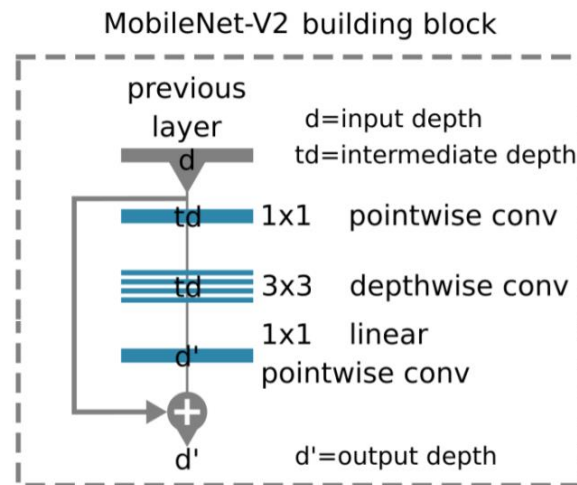 MobileNet-V2 building block
previous
layer
d=input depth
d
td=intermediate depth
td 1x1 pointwise conv
td 3x3 depthwise conv
1x1 linear
d'
pointwise conv
+
d' d'=output depth